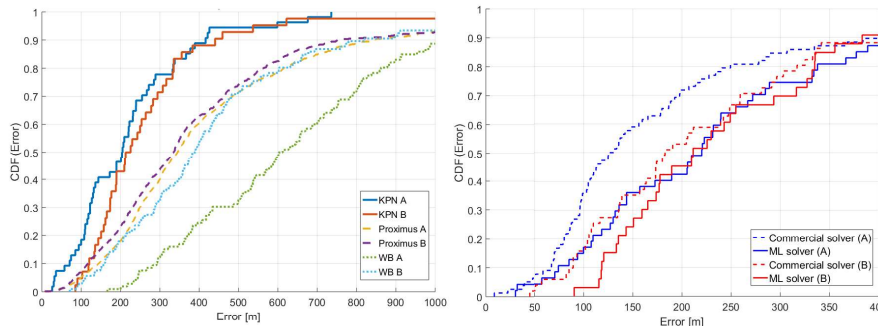 1
0.9
0.8
0.7
0.6
0.5
0.4
0.3
0.2
0.1
0
CDF (Error)
KPN A
KPN B
Proximus A
Proximus B
WB A
WB B
0 100 200 300 400 500 600 700 800 900 1000
Error [m]
1
0.9
0.8
0.7
0.6
0.5
0.4
0.3
0.2
0.1
0
CDF (Error)
Commercial solver (A)
ML solver (A)
Commercial solver (B)
ML solver (B)
0 50 100 150 200 250 300 350 400
Error [m]